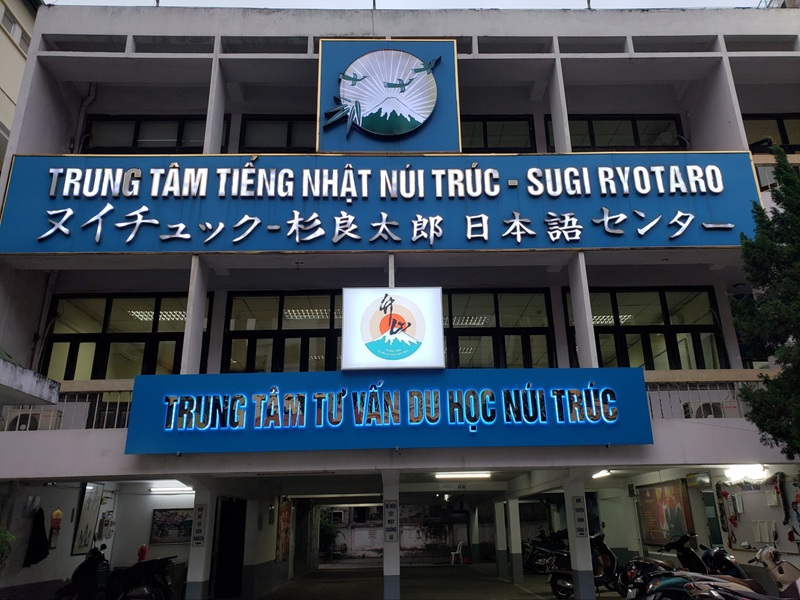 TRUNG TÂM TIẾNG NHẬT NÚI TRÚC - SUGI RYOTARO
ヌイチュック-杉良太郎 日本語センター
TRUNG TÂM TƯ VẤN DU HỌC NÚI TRÚC